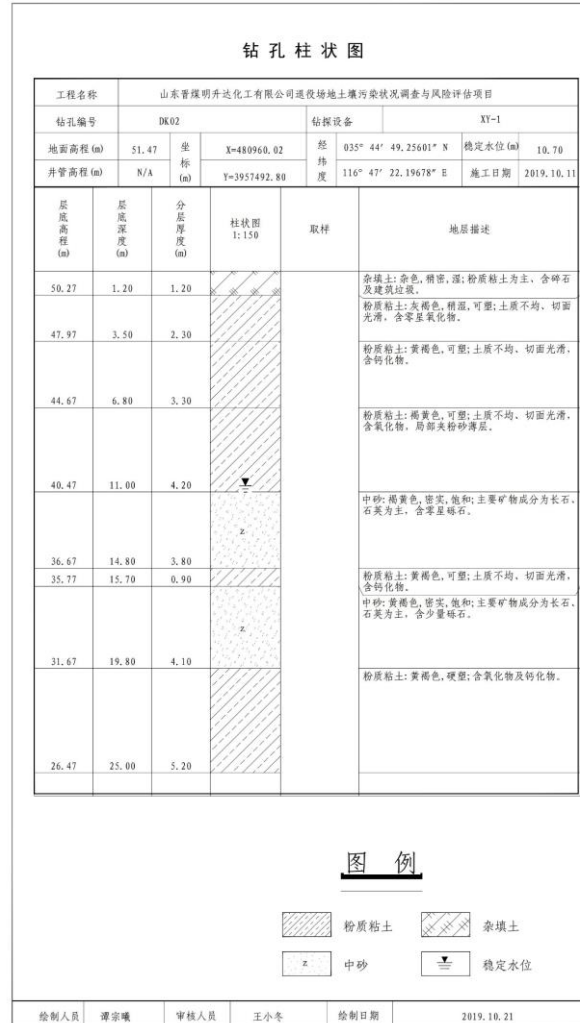 钻孔柱状图
工程名称 山东晋煤明升达化工有限公司退役场地土壤污染状况调查与风险评估项目
钻孔编号 DK02 钻探设备 XY-1
地面高程(m) 51.47 坐标(m) X=480960.02 经纬度 035° 44′ 49.25601″ N 稳定水位(m) 10.70
井管高程(m) N/A Y=3957492.80 116° 47′ 22.19678″ E 施工日期 2019.10.11
层底高程(m) 层底深度(m) 分层厚度(m) 柱状图 1:150 取样 地层描述
杂填土:杂色,稍密,湿;粉质粘土为主、含碎石
50.27 1.20 1.20 及建筑垃圾。
粉质粘土:灰褐色,稍湿,可塑;土质不均、切面
光滑、含零星氧化物。
47.97 3.50 2.30
粉质粘土:黄褐色,可塑;土质不均、切面光滑、
含钙化物。
44.67 6.80 3.30
粉质粘土:褐黄色,可塑;土质不均、切面光滑、
含氧化物,局部夹粉砂薄层。
40.47 11.00 4.20
中砂:褐黄色,密实,饱和;主要矿物成分为长石、
石英为主、含零星砾石。
z
36.67 14.80 3.80
粉质粘土:黄褐色,可塑;土质不均、切面光滑、
35.77 15.70 0.90 含钙化物。
中砂:黄褐色,密实,饱和;主要矿物成分为长石、
石英为主、含少量砾石。
z
31.67 19.80 4.10
粉质粘土:黄褐色,硬塑;含氧化物及钙化物。
26.47 25.00 5.20
图 例
粉质粘土 杂填土
z 中砂 稳定水位
绘制人员 谭宗曦 审核人员 王小冬 绘制日期 2019.10.21